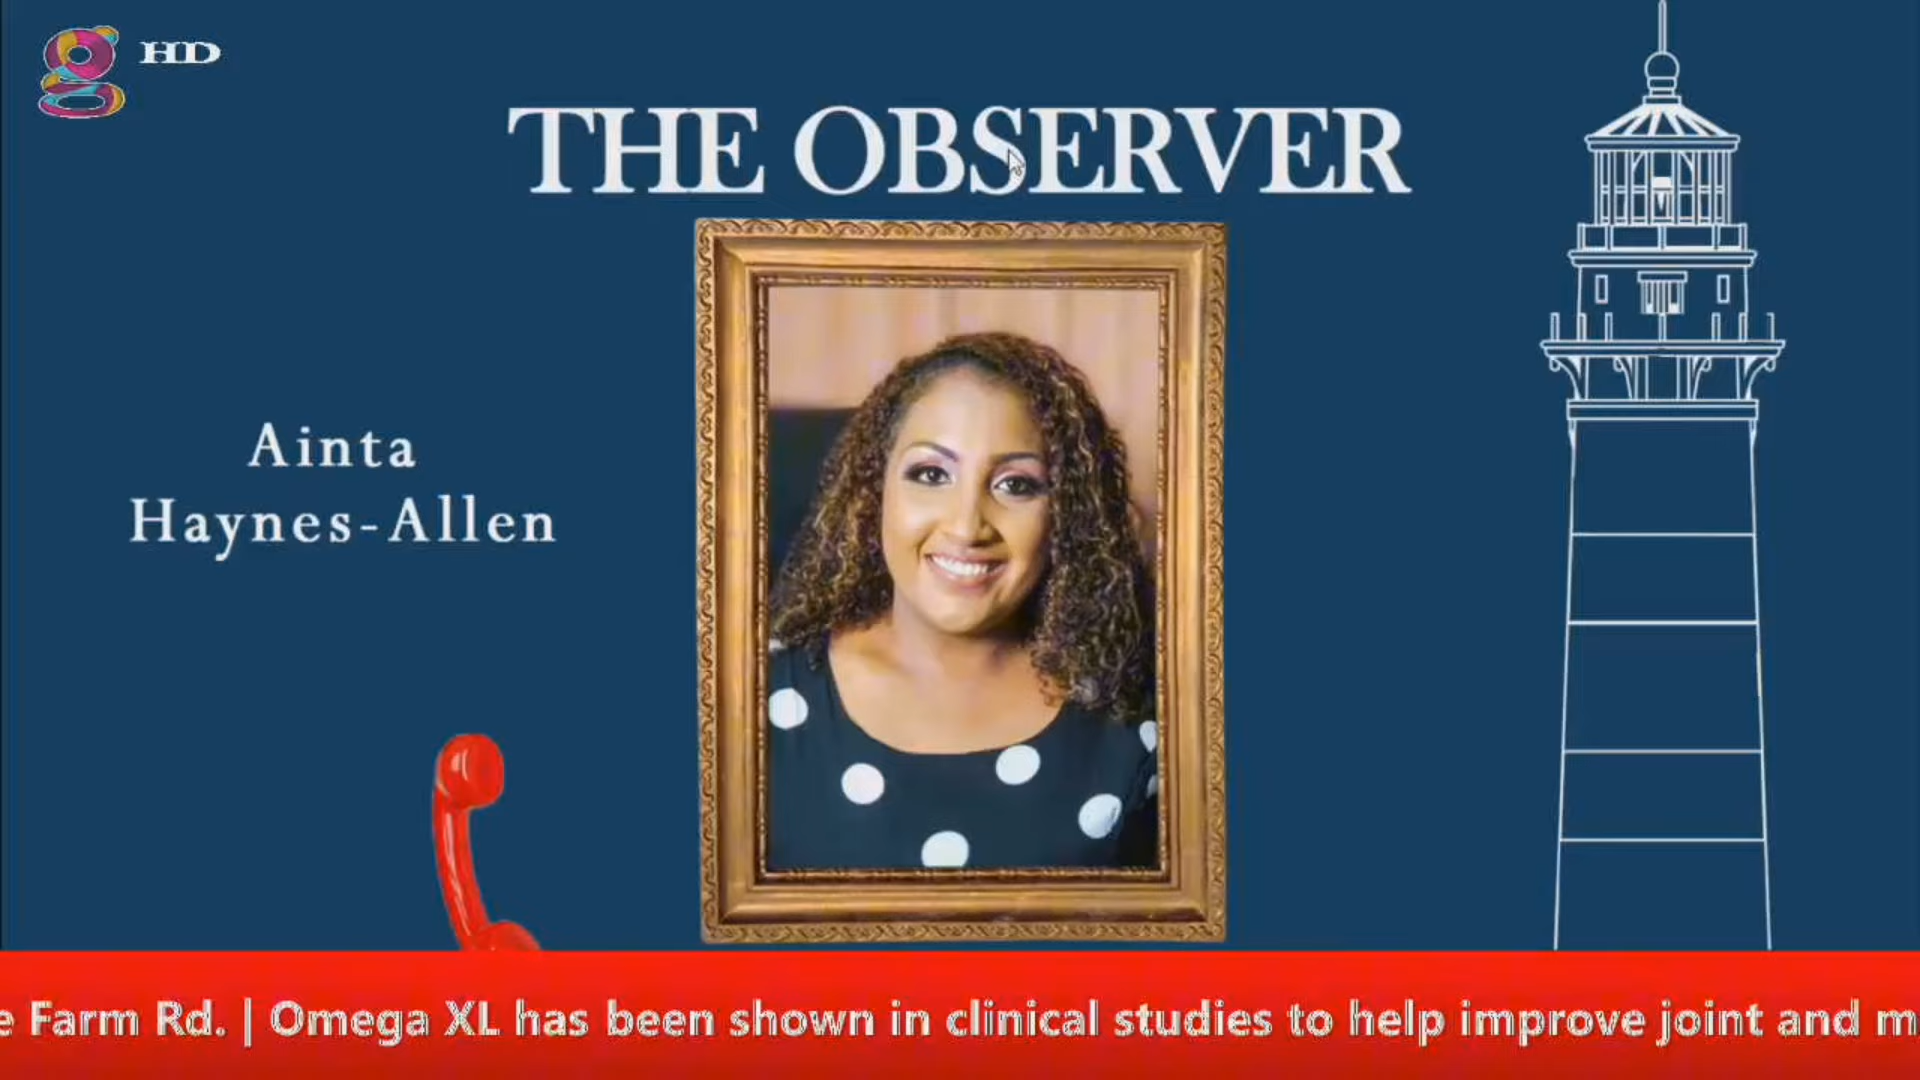 g HD
THE OBSERVER
Ainta
Haynes-Allen
Farm Rd. | Omega XL has been shown in clinical studies to help improve joint and